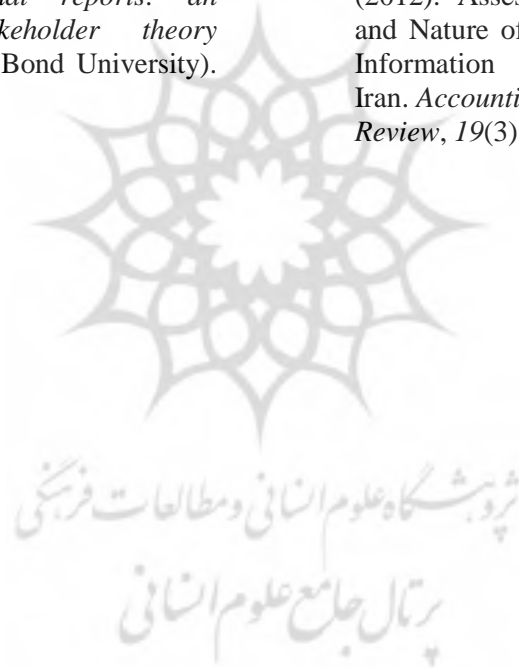 al reports: an
keholder theory
Bond University).
(2012). Asses
and Nature of
Information
Iran. Accounti
Review, 19(3)
پژوهشگاه علوم انسانی و مطالعات فرهنگی
پرتال جامع علوم انسانی